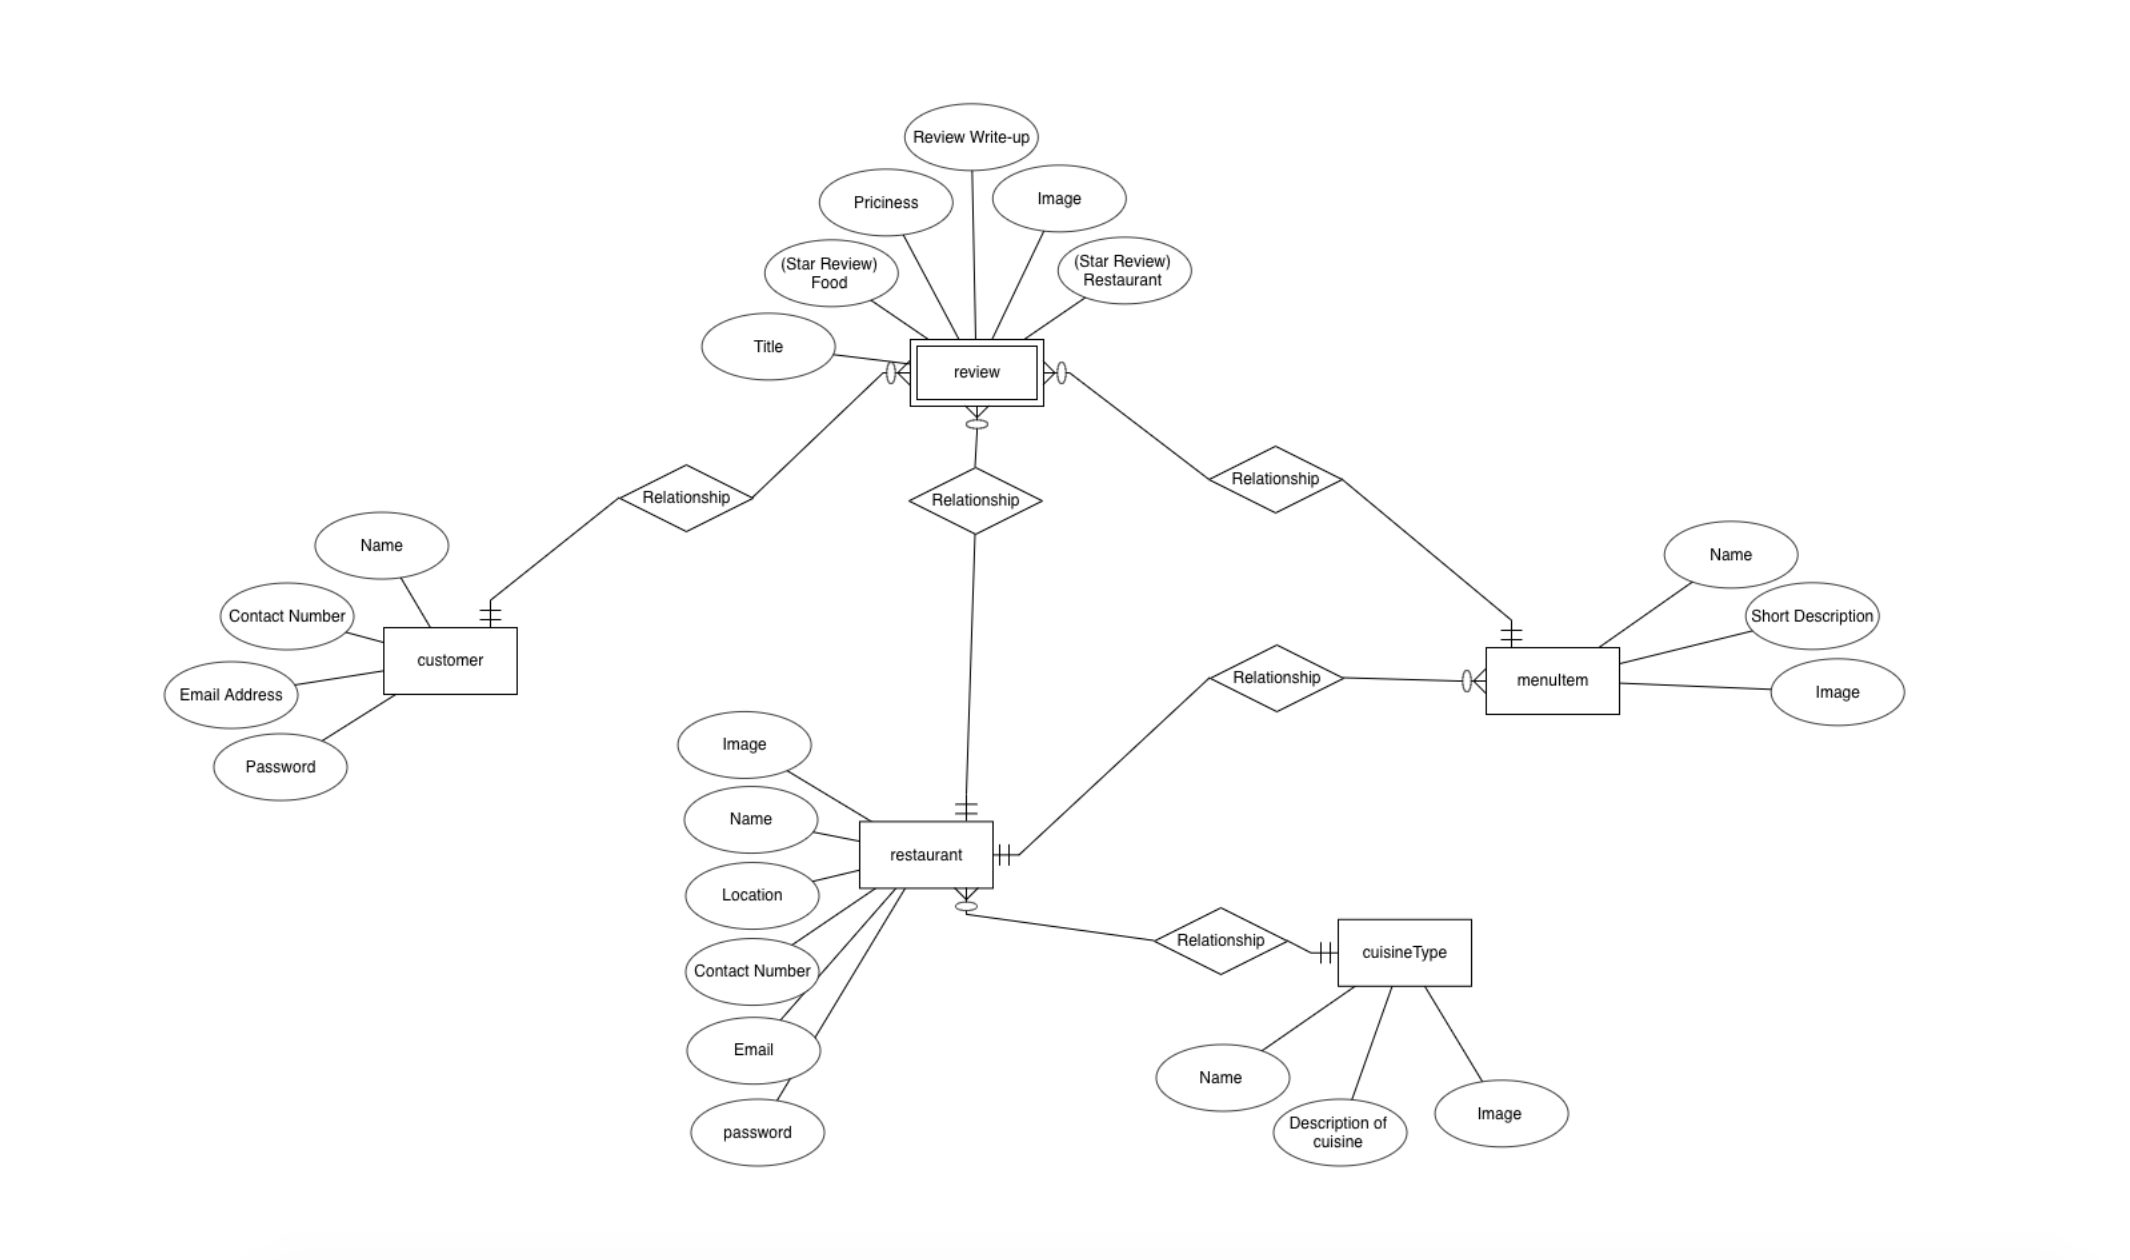 Review Write-up
Priciness
Image
(Star Review)
Food
(Star Review)
Restaurant
Title
review
Relationship
Relationship
Relationship
Name
Contact Number
customer
Email Address
Password
Name
Short Description
menuItem
Image
Relationship
Image
Name
restaurant
Location
Contact Number
Email
password
Relationship
cuisineType
Name
Description of
cuisine
Image